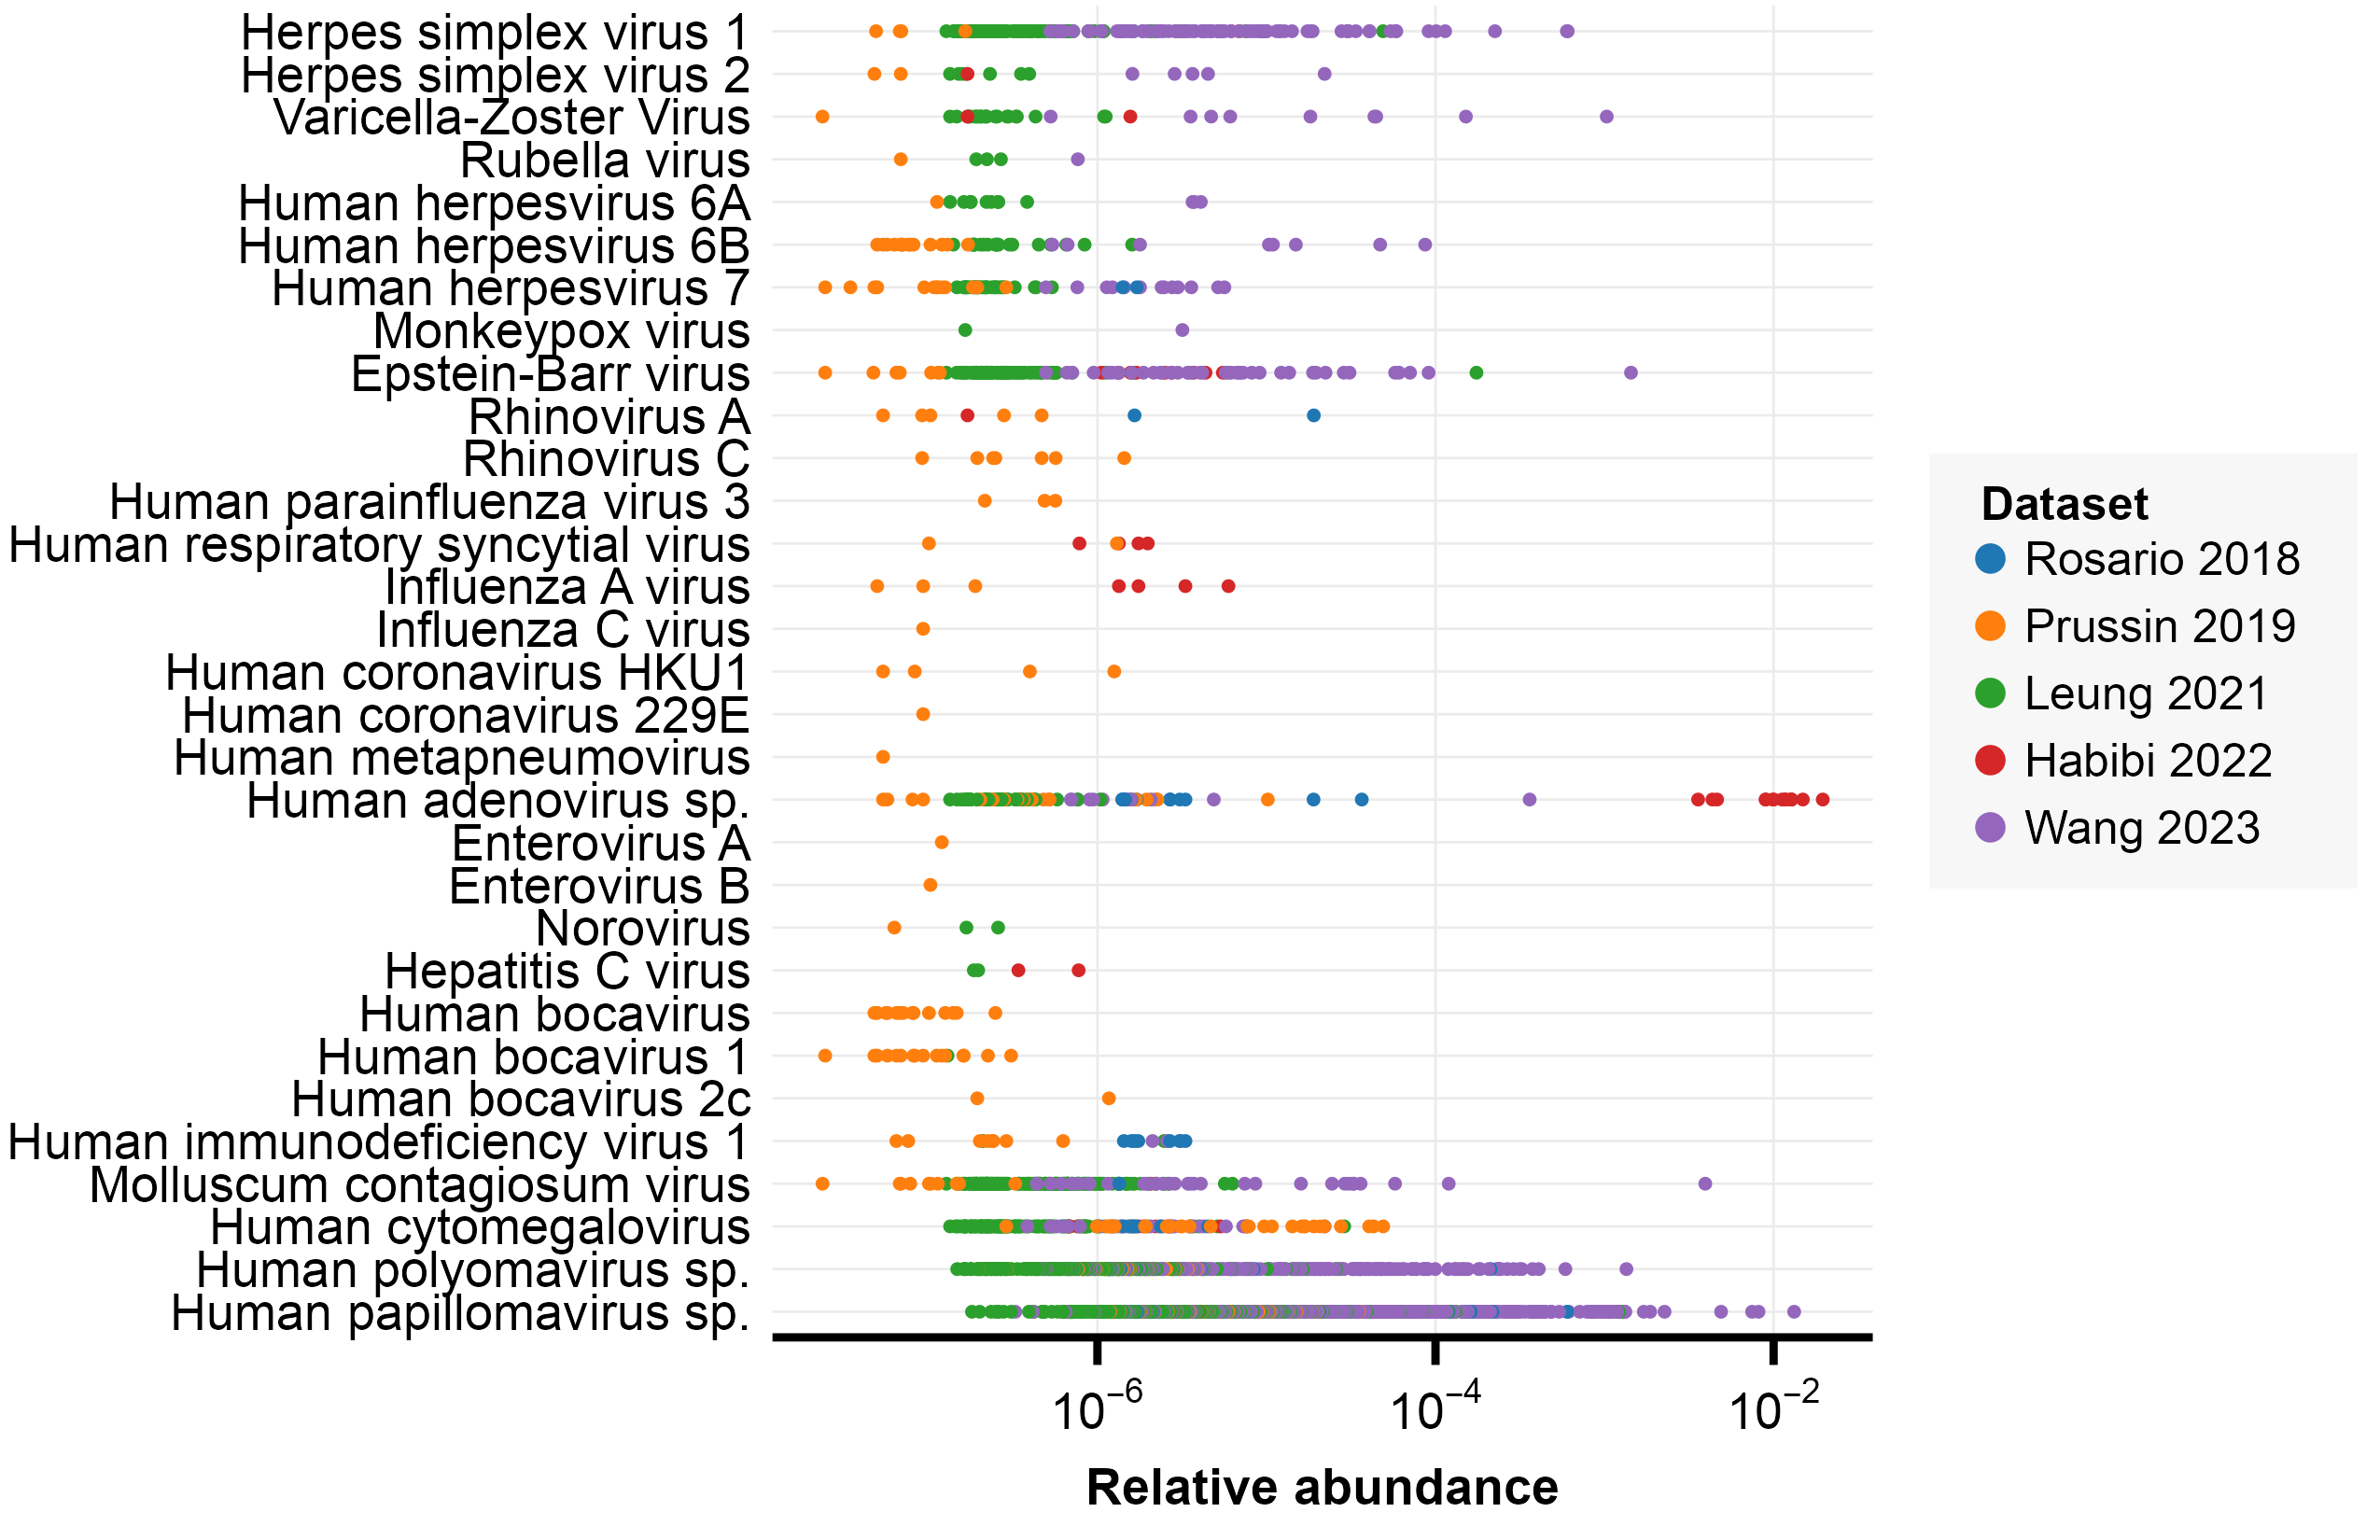 Herpes simplex virus 1
Herpes simplex virus 2
Varicella-Zoster Virus
Rubella virus
Human herpesvirus 6A
Human herpesvirus 6B
Human herpesvirus 7
Monkeypox virus
Epstein-Barr virus
Rhinovirus A
Rhinovirus C
Human parainfluenza virus 3
Human respiratory syncytial virus
Influenza A virus
Influenza C virus
Human coronavirus HKU1
Human coronavirus 229E
Human metapneumovirus
Human adenovirus sp.
Enterovirus A
Enterovirus B
Norovirus
Hepatitis C virus
Human bocavirus
Human bocavirus 1
Human bocavirus 2c
Human immunodeficiency virus 1
Molluscum contagiosum virus
Human cytomegalovirus
Human polyomavirus sp.
Human papillomavirus sp.
10⁻⁶ 10⁻⁴ 10⁻²
Relative abundance
Dataset
Rosario 2018
Prussin 2019
Leung 2021
Habibi 2022
Wang 2023